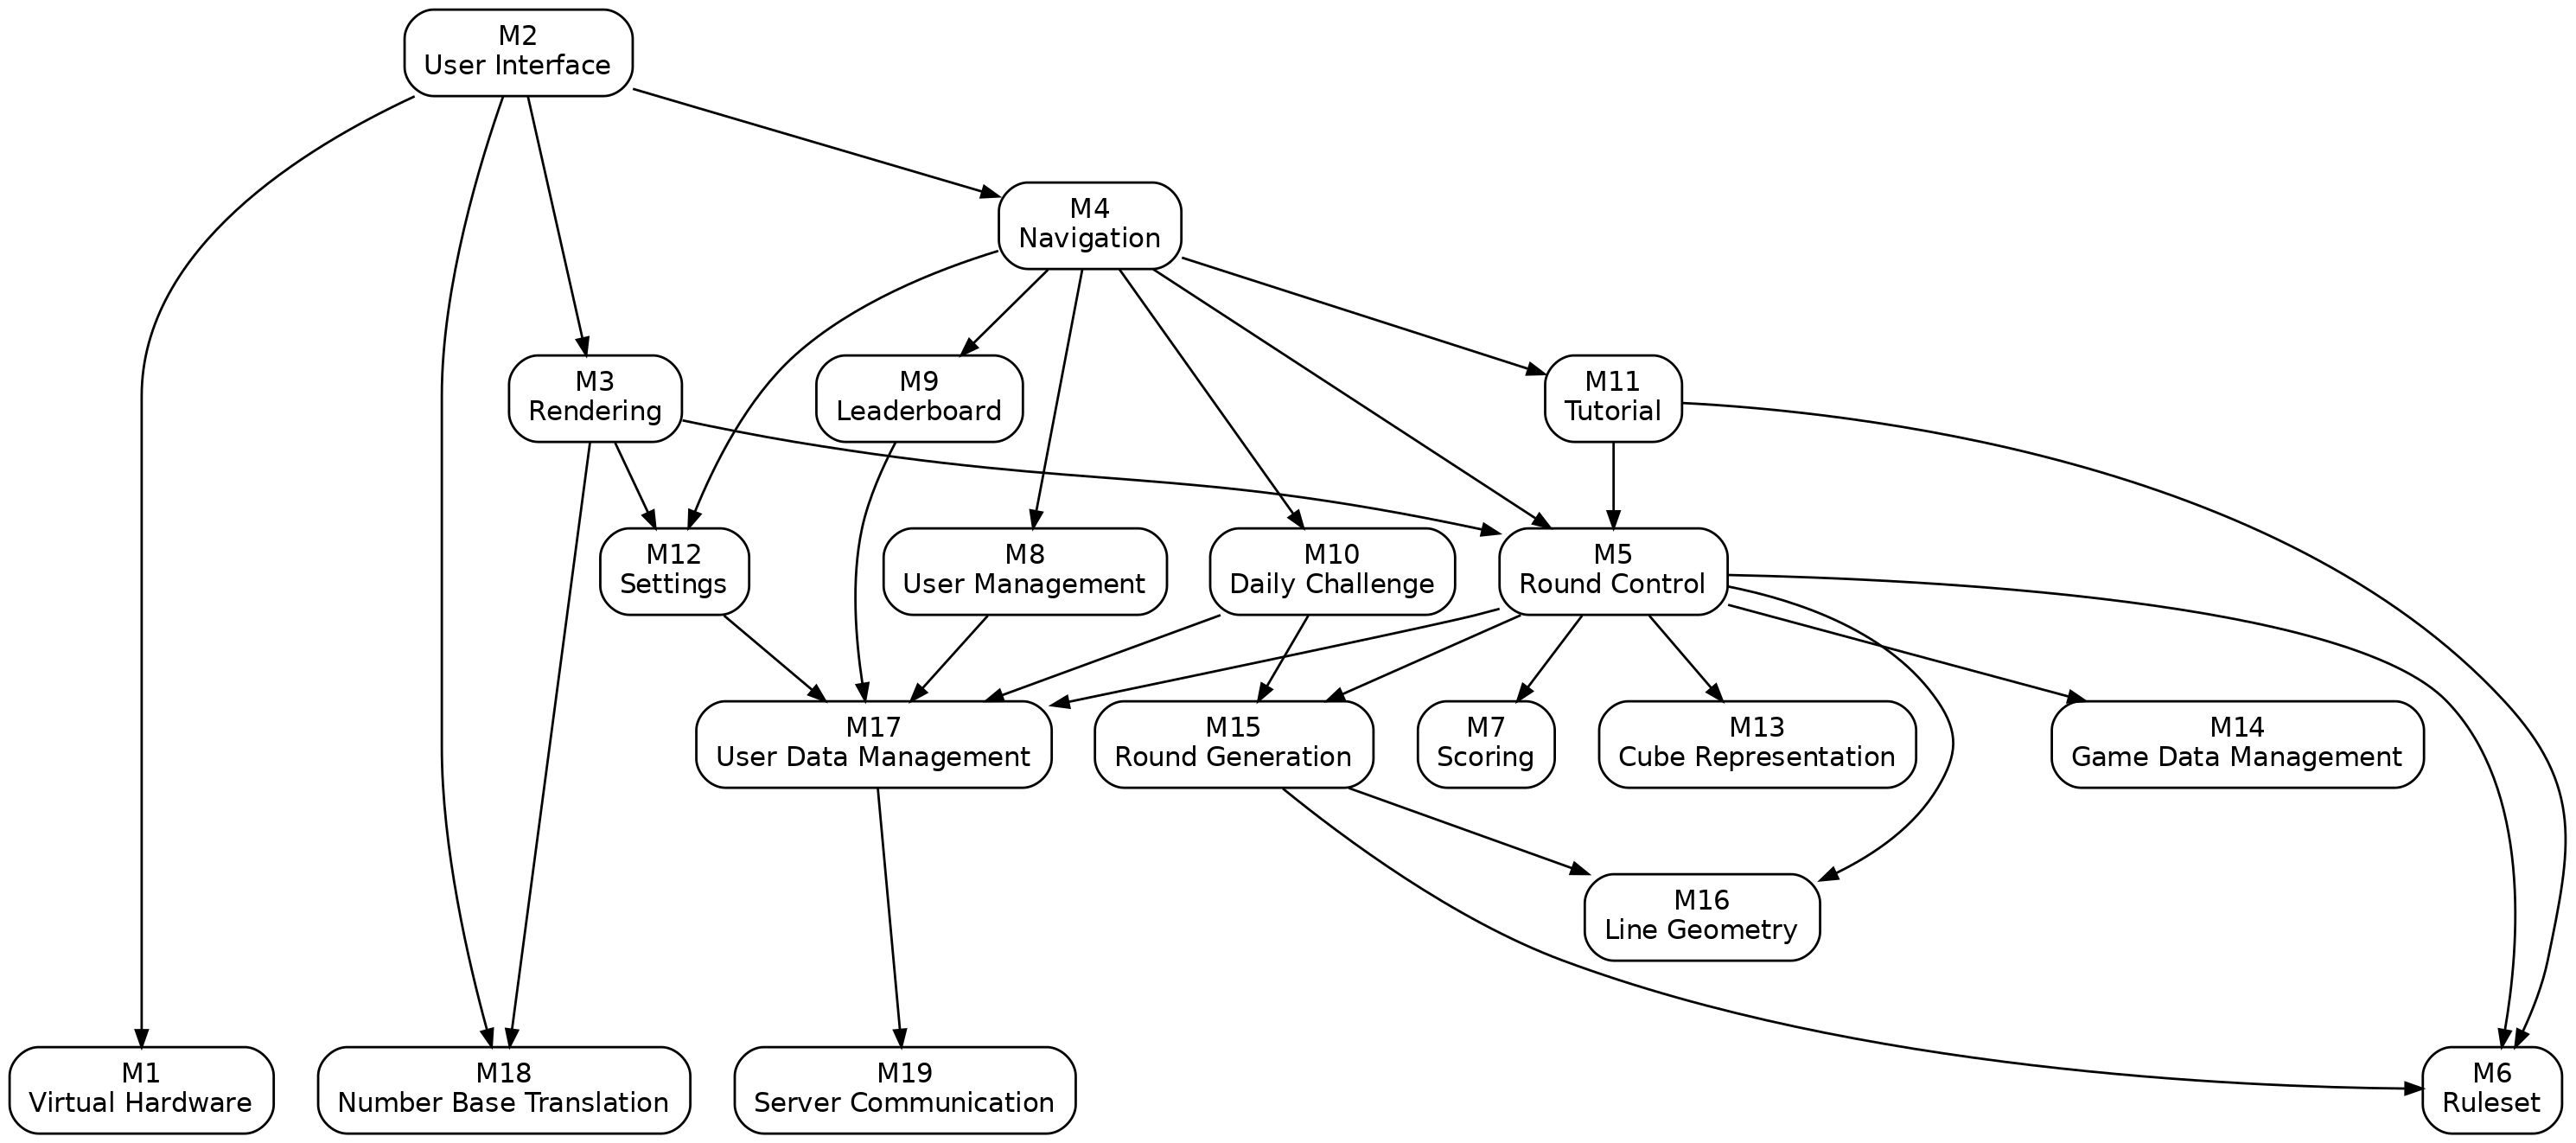 M2
User Interface
M4
Navigation
M3
Rendering
M9
Leaderboard
M11
Tutorial
M12
Settings
M8
User Management
M10
Daily Challenge
M5
Round Control
M17
User Data Management
M15
Round Generation
M7
Scoring
M13
Cube Representation
M14
Game Data Management
M16
Line Geometry
M1
Virtual Hardware
M18
Number Base Translation
M19
Server Communication
M6
Ruleset